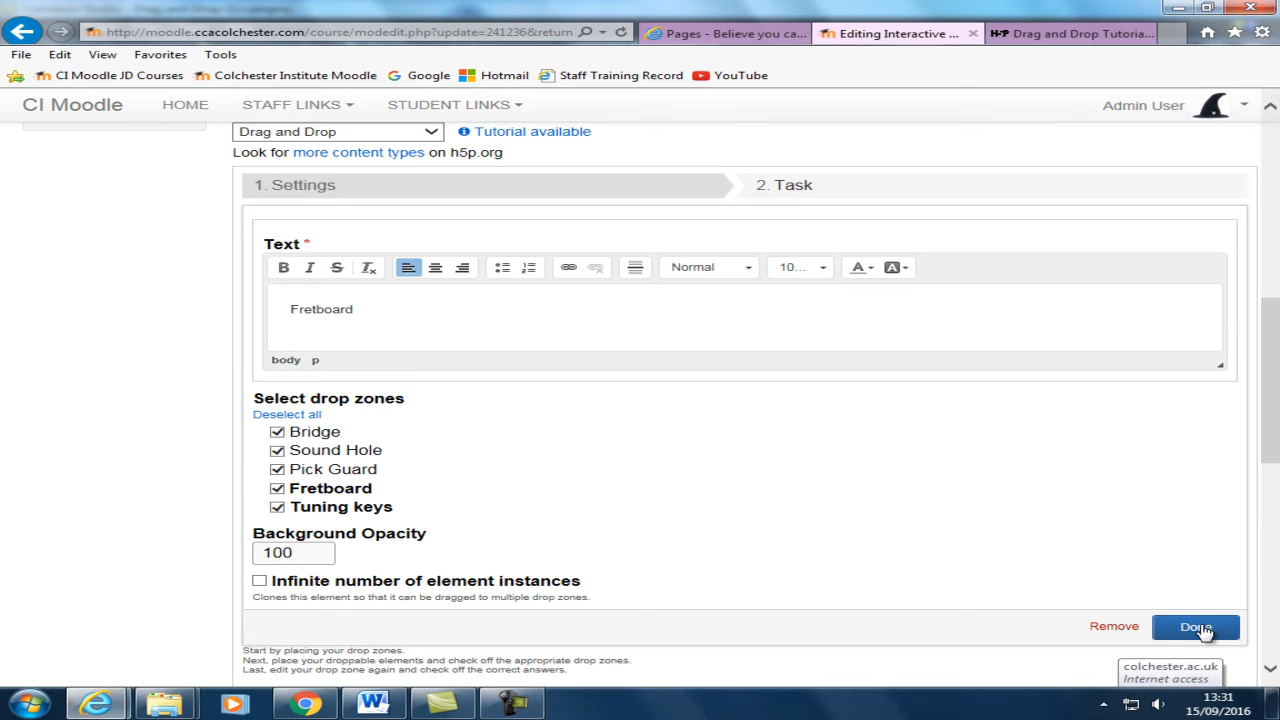 http://moodle.ccacolchester.com/course/modedit.php?update=241236&return
Pages - Believe you ca...
Editing Interactive ...
H-P Drag and Drop Tutoria...
File Edit View Favorites Tools
CI Moodle JD Courses Colchester Institute Moodle Google Hotmail Staff Training Record YouTube
CI Moodle HOME STAFF LINKS STUDENT LINKS Admin User
Drag and Drop Tutorial available
Look for more content types on h5p.org
1. Settings 2. Task
Text *
B I S Tx Normal 10... A A
Fretboard
body p
Select drop zones
Deselect all
Bridge
Sound Hole
Pick Guard
Fretboard
Tuning keys
Background Opacity
100
Infinite number of element instances
Clones this element so that it can be dragged to multiple drop zones.
Remove Done
Start by placing your drop zones.
Next, place your droppable elements and check off the appropriate drop zones.
Last, edit your drop zone again and check off the correct answers.
colchester.ac.uk
Internet access
13:31
15/09/2016